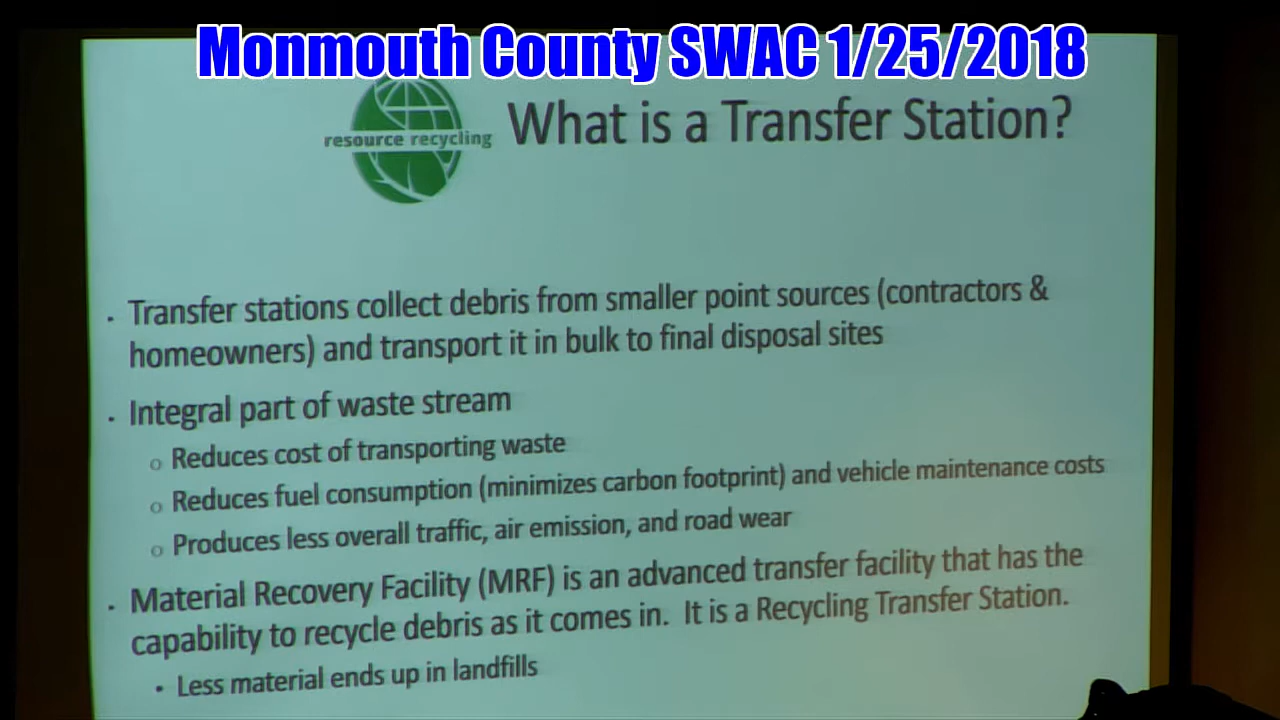 Monmouth County SWAC 1/25/2018
resource recycling
What is a Transfer Station?
. Transfer stations collect debris from smaller point sources (contractors &
homeowners) and transport it in bulk to final disposal sites
. Integral part of waste stream
o Reduces cost of transporting waste
o Reduces fuel consumption (minimizes carbon footprint) and vehicle maintenance costs
o Produces less overall traffic, air emission, and road wear
. Material Recovery Facility (MRF) is an advanced transfer facility that has the
capability to recycle debris as it comes in. It is a Recycling Transfer Station.
• Less material ends up in landfills